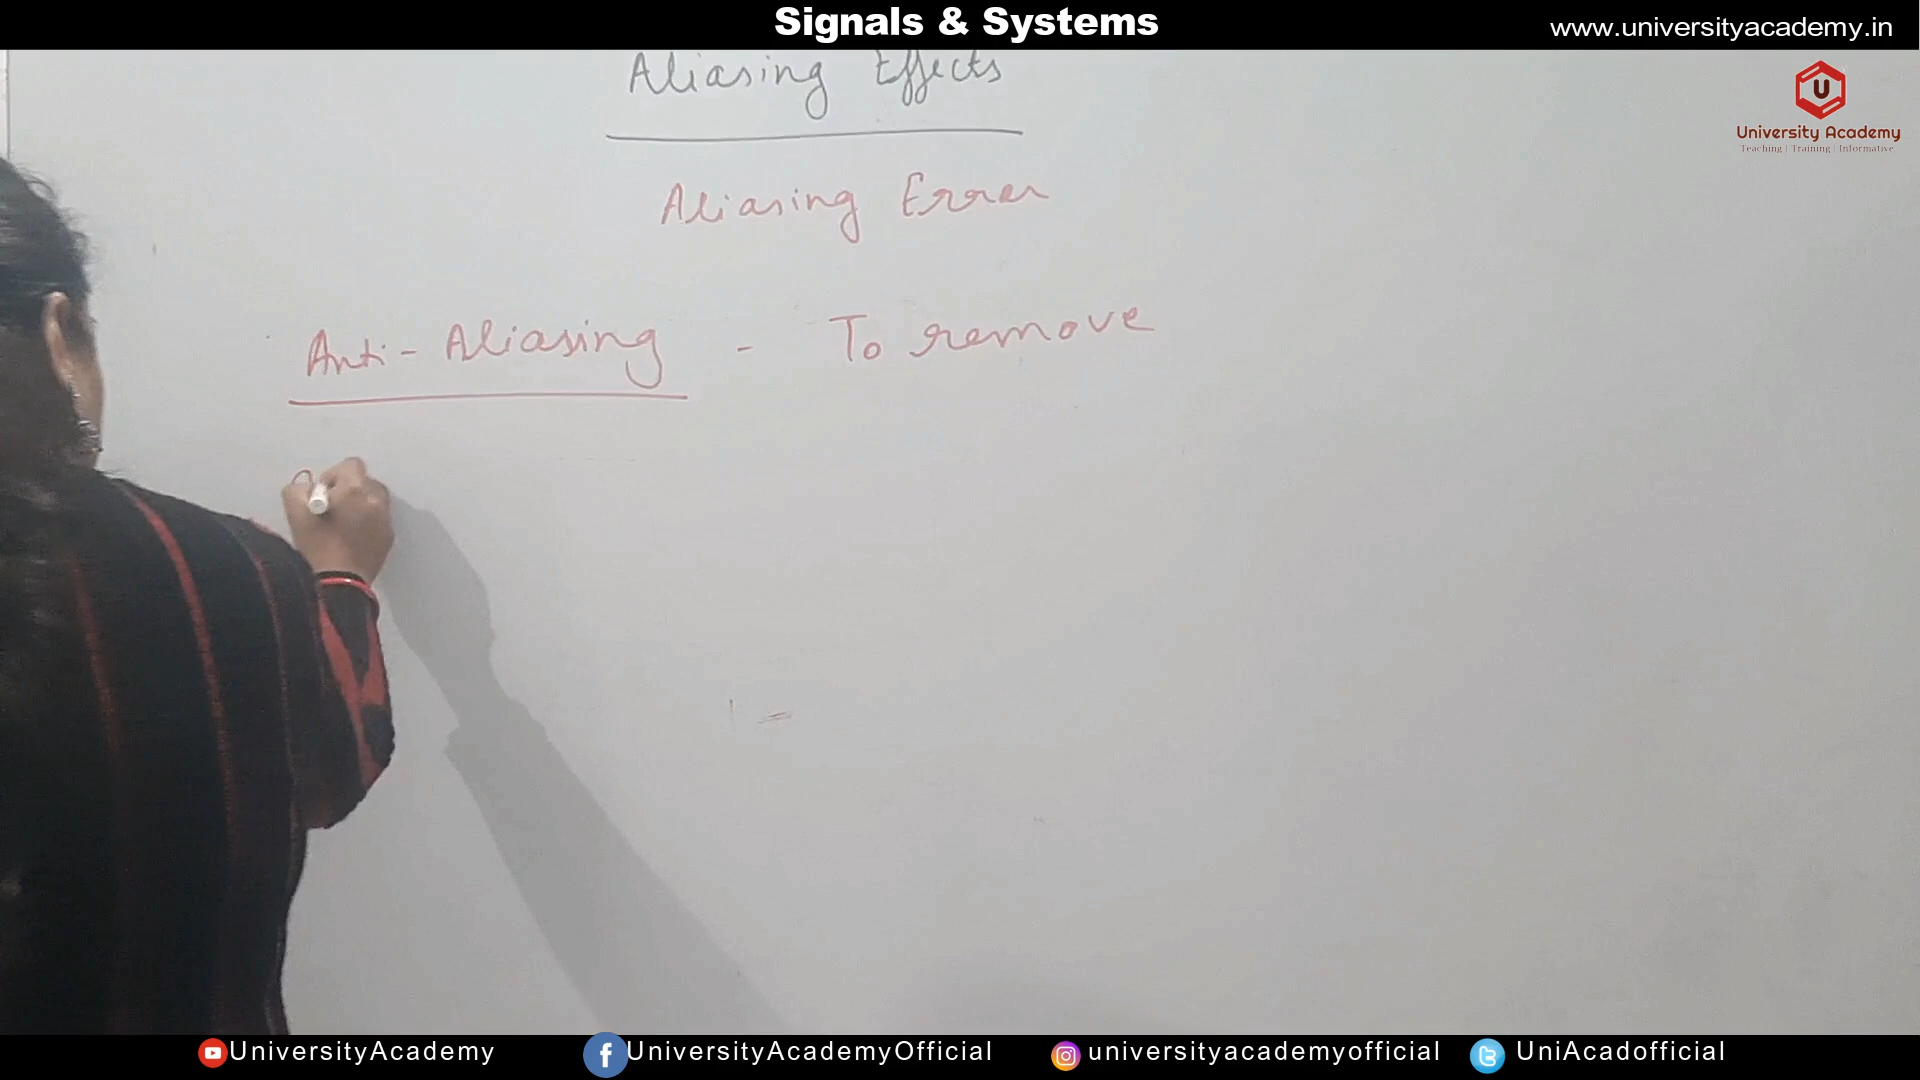 Signals & Systems
www.universityacademy.in
Aliasing Effects
U
University Academy
Teaching | Training | Informative
Aliasing Error
Anti-Aliasing - To remove
UniversityAcademy
UniversityAcademyOfficial
universityacademyofficial
UniAcadofficial